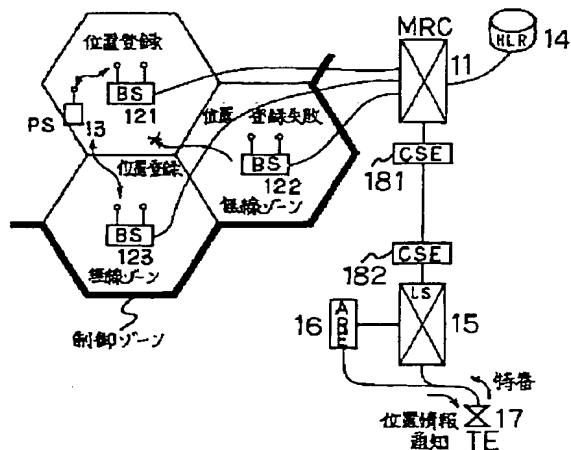 MRC
HLR
14
11
位置登録
BS
121
PS
13
位置 登録失敗
BS
122
無線ゾーン
位置登録
BS
123
無線ゾーン
制御ゾーン
CSE
181
CSE
182
LS
15
ABE
16
特番
17
TE
位置情報
通知